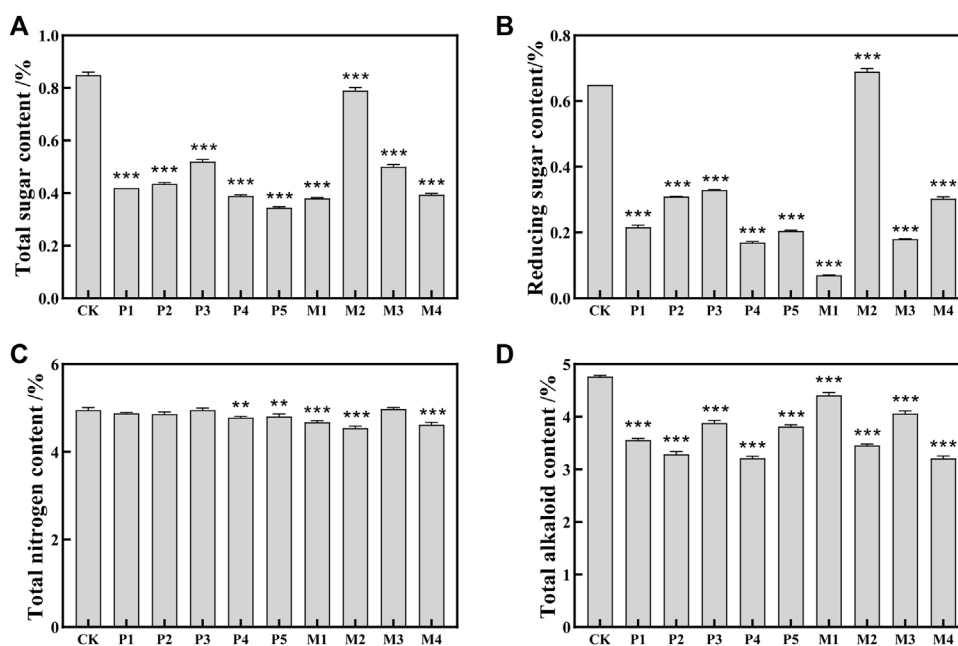 A
Total sugar content /%
1.0
0.8
0.6
0.4
0.2
0.0
*** *** *** *** *** *** *** *** ***
CK P1 P2 P3 P4 P5 M1 M2 M3 M4
B
Reducing sugar content/%
0.8
0.6
0.4
0.2
0.0
*** *** *** *** *** *** *** *** ***
CK P1 P2 P3 P4 P5 M1 M2 M3 M4
C
Total nitrogen content /%
6
4
2
0
** ** *** *** ***
CK P1 P2 P3 P4 P5 M1 M2 M3 M4
D
Total alkaloid content /%
5
4
3
2
1
0
*** *** *** *** *** *** *** *** ***
CK P1 P2 P3 P4 P5 M1 M2 M3 M4